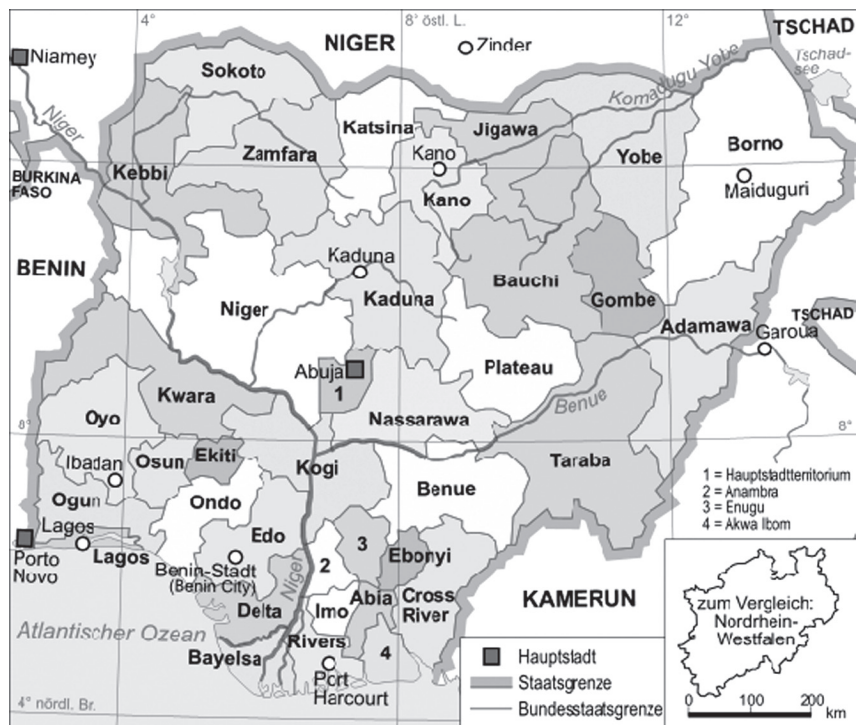 4°
8° östl. L.
12°
TSCHAD
NIGER
Zinder
Niamey
Sokoto
Tschad-
see
Komadugu Yobe
Niger
Katsina
Jigawa
Zamfara
Kano
Yobe
Borno
BURKINA
FASO
Kebbi
Maiduguri
Kano
BENIN
Kaduna
Bauchi
Niger
Kaduna
Gombe
TSCHAD
Adamawa
Garoua
Abuja
1
Plateau
Kwara
Benue
Oyo
Nassarawa
8°
8°
Ibadan
Osun
Ekiti
Kogi
Taraba
Benue
Ogun
Ondo
1 = Hauptstadtterritorium
2 = Anambra
3 = Enugu
4 = Akwa Ibom
Lagos
Edo
Porto
Novo
Lagos
3
Ebonyi
2
Benin-Stadt
(Benin City)
Niger
Abia
Cross
River
KAMERUN
Delta
Imo
Atlantischer Ozean
Rivers
Bayelsa
4
Port
Harcourt
4° nördl. Br.
Hauptstadt
Staatsgrenze
Bundesstaatsgrenze
zum Vergleich:
Nordrhein-
Westfalen
0 100 200
km